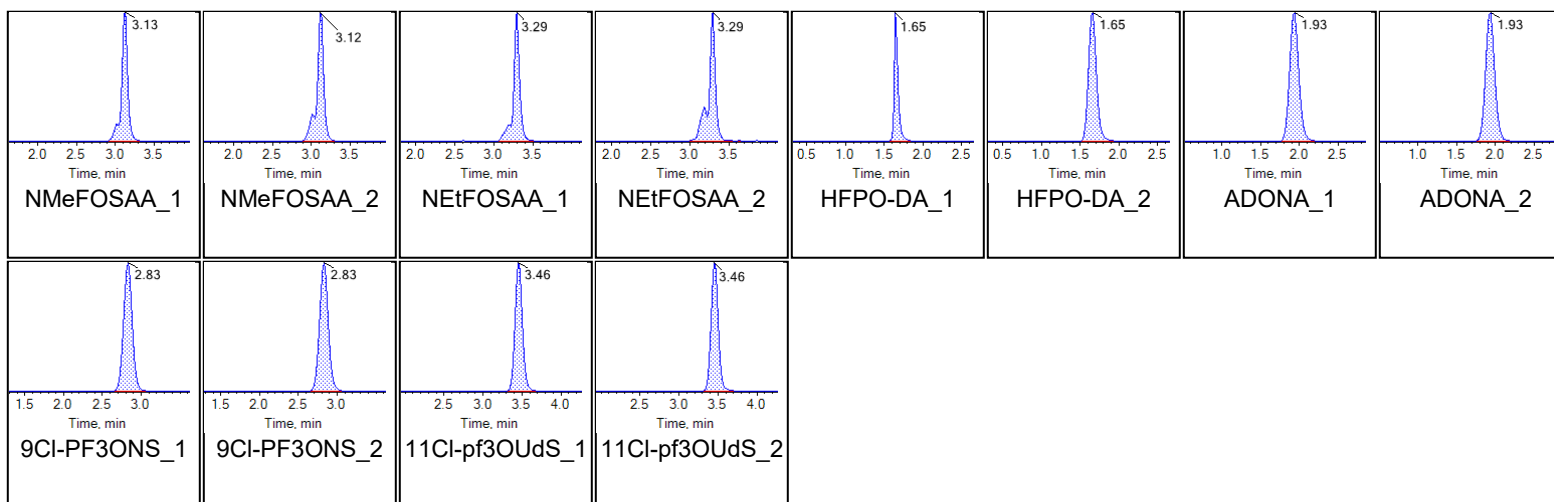 3.13 3.12 3.29 3.29 1.65 1.65 1.93 1.93
2.0 2.5 3.0 3.5 2.0 2.5 3.0 3.5 2.0 2.5 3.0 3.5 2.0 2.5 3.0 3.5 0.5 1.0 1.5 2.0 2.5 0.5 1.0 1.5 2.0 2.5 1.0 1.5 2.0 2.5 1.0 1.5 2.0 2.5
Time, min Time, min Time, min Time, min Time, min Time, min Time, min Time, min
NMeFOSAA_1 NMeFOSAA_2 NEtFOSAA_1 NEtFOSAA_2 HFPO-DA_1 HFPO-DA_2 ADONA_1 ADONA_2
2.83 2.83 3.46 3.46
1.5 2.0 2.5 3.0 1.5 2.0 2.5 3.0 2.5 3.0 3.5 4.0 2.5 3.0 3.5 4.0
Time, min Time, min Time, min Time, min
9Cl-PF3ONS_1 9Cl-PF3ONS_2 11Cl-pf3OUdS_1 11Cl-pf3OUdS_2